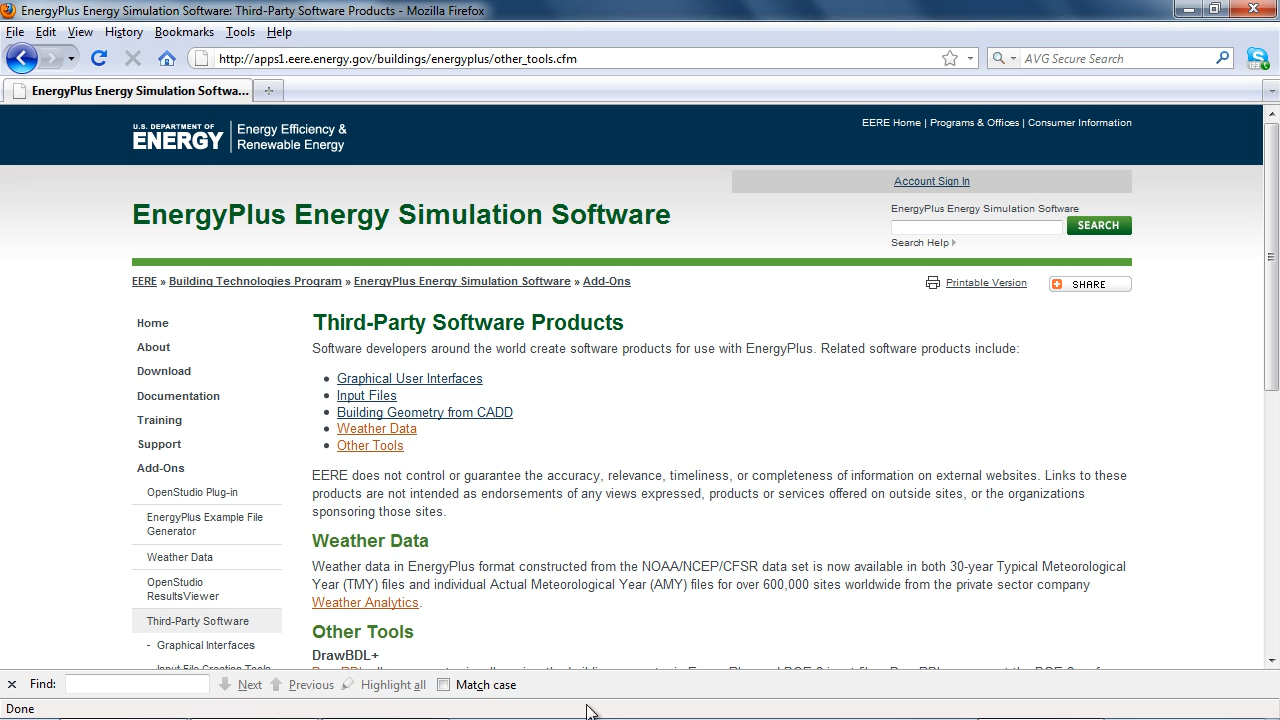 EnergyPlus Energy Simulation Software: Third-Party Software Products - Mozilla Firefox
File Edit View History Bookmarks Tools Help
http://apps1.eere.energy.gov/buildings/energyplus/other_tools.cfm
AVG Secure Search
EnergyPlus Energy Simulation Softwa...
U.S. DEPARTMENT OF
ENERGY
Energy Efficiency &
Renewable Energy
EERE Home | Programs & Offices | Consumer Information
Account Sign In
EnergyPlus Energy Simulation Software
EnergyPlus Energy Simulation Software
SEARCH
Search Help
EERE » Building Technologies Program » EnergyPlus Energy Simulation Software » Add-Ons
Printable Version
SHARE
Home
About
Download
Documentation
Training
Support
Add-Ons
OpenStudio Plug-in
EnergyPlus Example File
Generator
Weather Data
OpenStudio
ResultsViewer
Third-Party Software
- Graphical Interfaces
Input File Creation Tools
Third-Party Software Products
Software developers around the world create software products for use with EnergyPlus. Related software products include:
• Graphical User Interfaces
• Input Files
• Building Geometry from CADD
• Weather Data
• Other Tools
EERE does not control or guarantee the accuracy, relevance, timeliness, or completeness of information on external websites. Links to these
products are not intended as endorsements of any views expressed, products or services offered on outside sites, or the organizations
sponsoring those sites.
Weather Data
Weather data in EnergyPlus format constructed from the NOAA/NCEP/CFSR data set is now available in both 30-year Typical Meteorological
Year (TMY) files and individual Actual Meteorological Year (AMY) files for over 600,000 sites worldwide from the private sector company
Weather Analytics.
Other Tools
DrawBDL+
Find:
Next Previous Highlight all Match case
Done